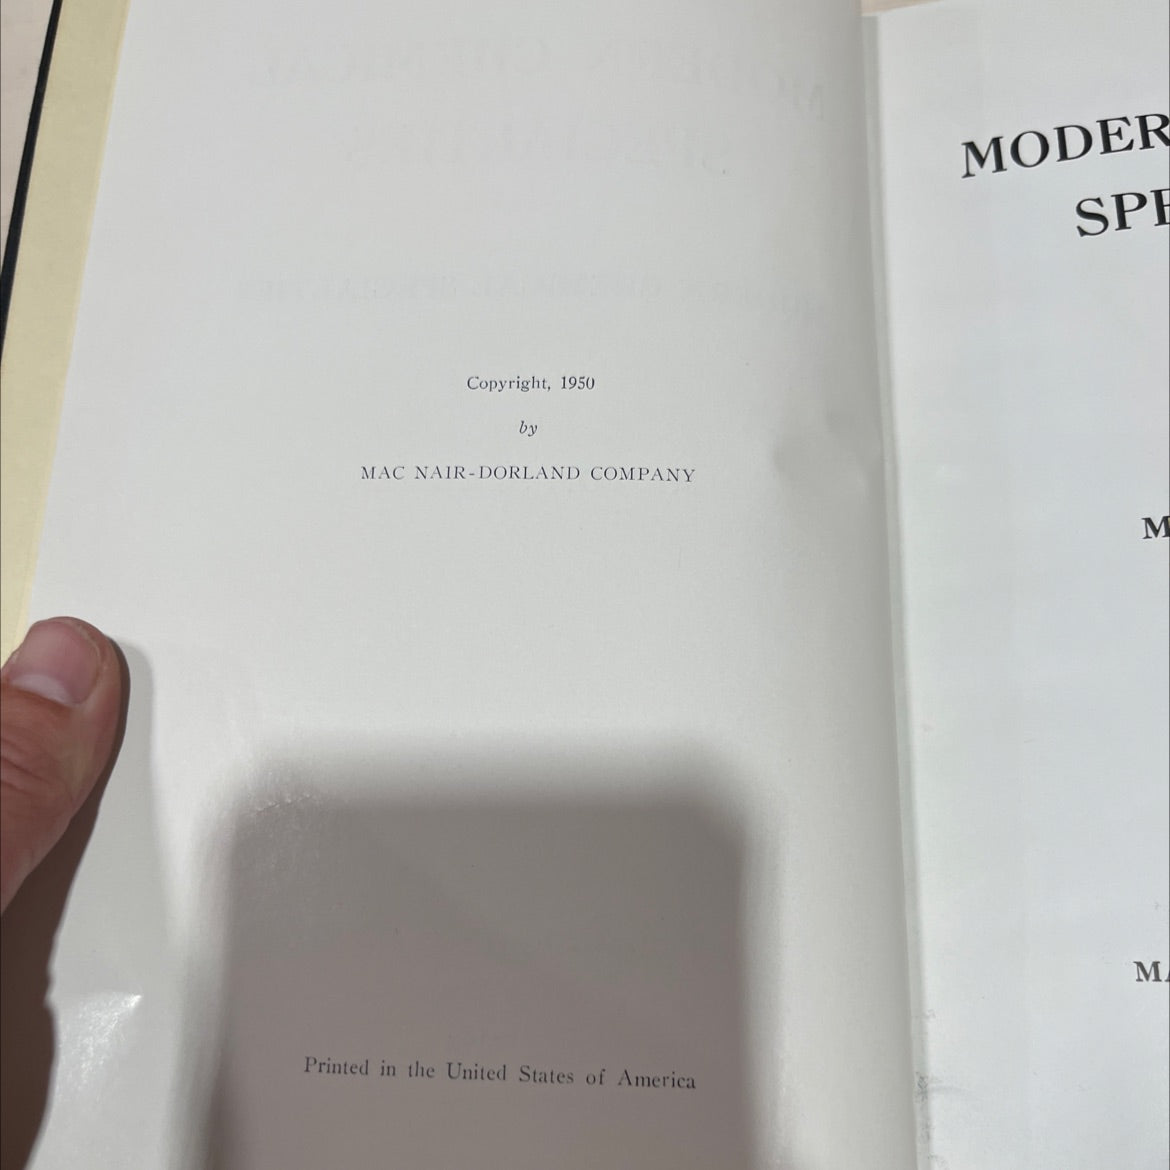 Copyright, 1950
by
MAC NAIR-DORLAND COMPANY
Printed in the United States of America
MODER
SPE
M
MA